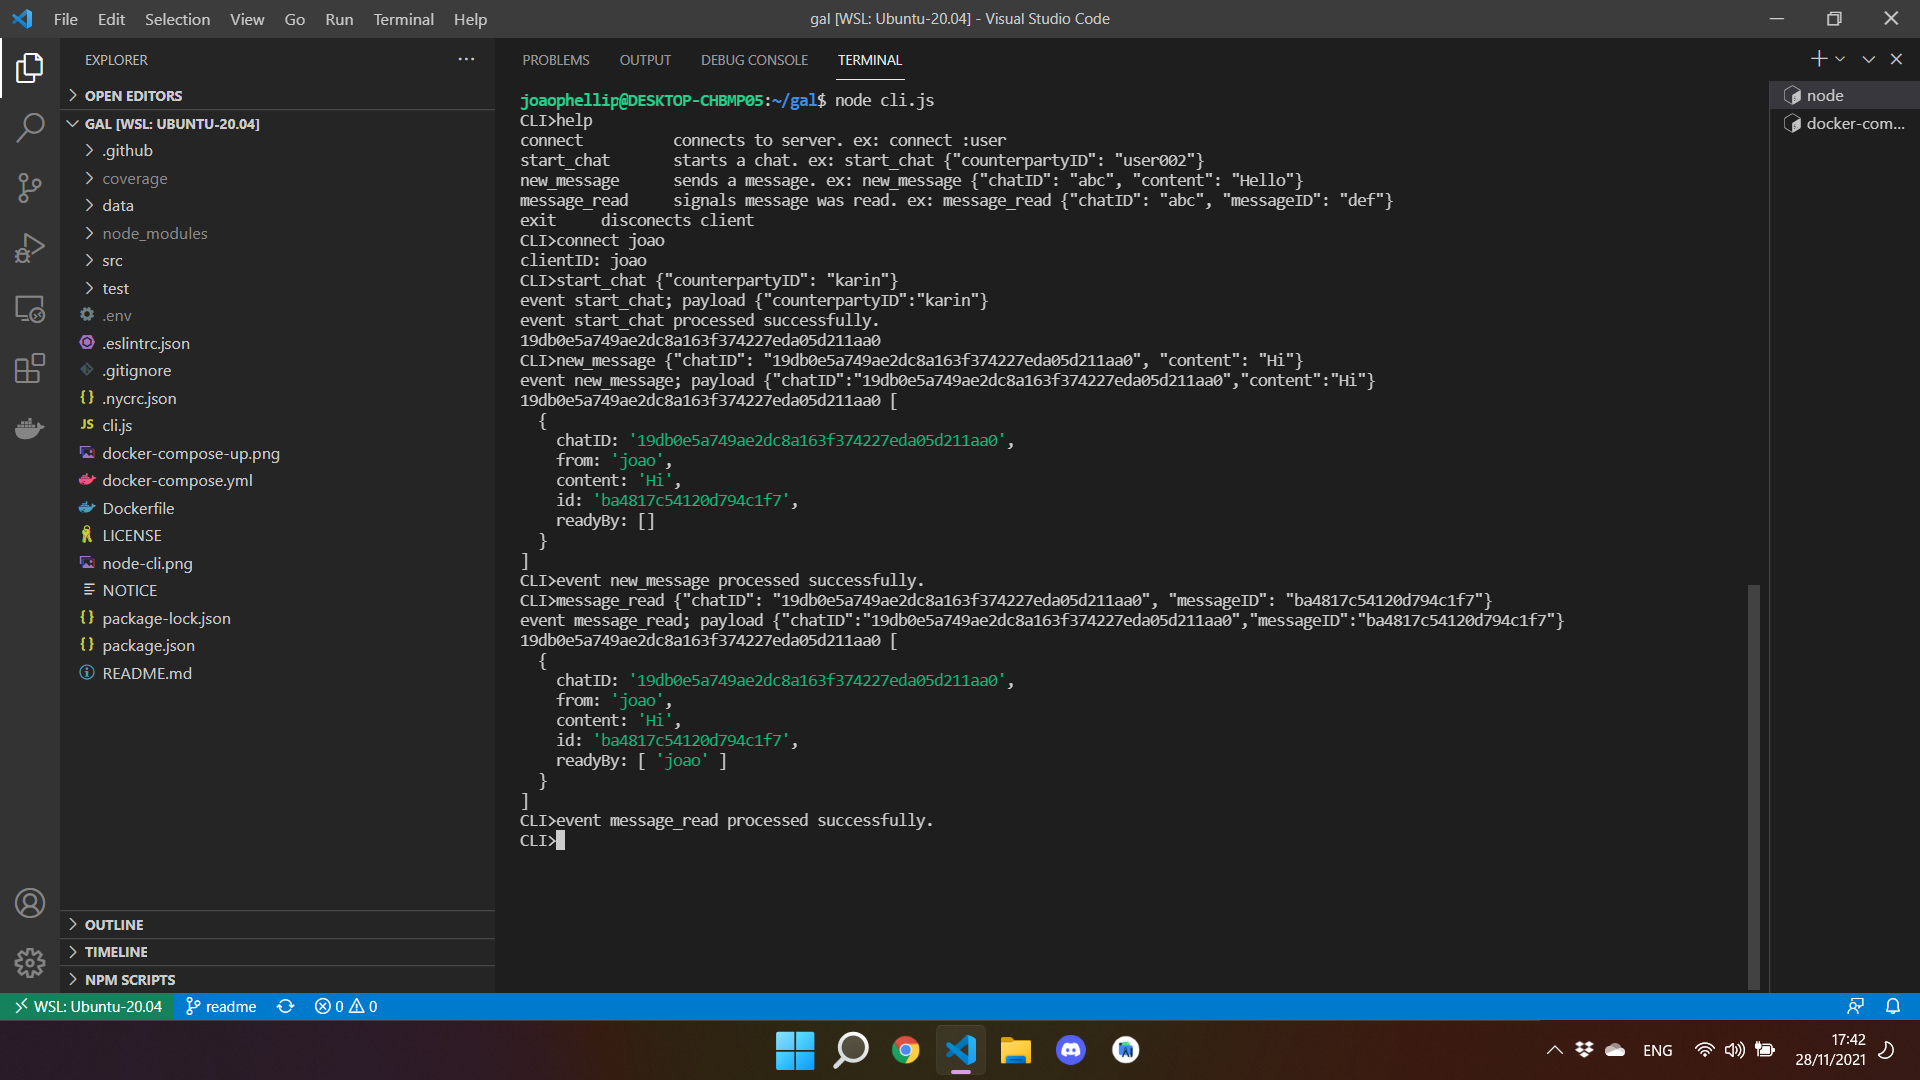 File Edit Selection View Go Run Terminal Help
gal [WSL: Ubuntu-20.04] - Visual Studio Code
EXPLORER
OPEN EDITORS
GAL [WSL: UBUNTU-20.04]
.github
coverage
data
node_modules
src
test
.env
.eslintrc.json
.gitignore
.nycrc.json
JS cli.js
docker-compose-up.png
docker-compose.yml
Dockerfile
LICENSE
node-cli.png
NOTICE
package-lock.json
package.json
README.md
OUTLINE
TIMELINE
NPM SCRIPTS
PROBLEMS OUTPUT DEBUG CONSOLE TERMINAL
joaophellip@DESKTOP-CHBMP05:~/gal$ node cli.js
CLI>help
connect connects to server. ex: connect :user
start_chat starts a chat. ex: start_chat {"counterpartyID": "user002"}
new_message sends a message. ex: new_message {"chatID": "abc", "content": "Hello"}
message_read signals message was read. ex: message_read {"chatID": "abc", "messageID": "def"}
exit disconects client
CLI>connect joao
clientID: joao
CLI>start_chat {"counterpartyID": "karin"}
event start_chat; payload {"counterpartyID":"karin"}
event start_chat processed successfully.
19db0e5a749ae2dc8a163f374227eda05d211aa0
CLI>new_message {"chatID": "19db0e5a749ae2dc8a163f374227eda05d211aa0", "content": "Hi"}
event new_message; payload {"chatID":"19db0e5a749ae2dc8a163f374227eda05d211aa0","content":"Hi"}
19db0e5a749ae2dc8a163f374227eda05d211aa0 [
{
chatID: '19db0e5a749ae2dc8a163f374227eda05d211aa0',
from: 'joao',
content: 'Hi',
id: 'ba4817c54120d794c1f7',
readyBy: []
}
]
CLI>event new_message processed successfully.
CLI>message_read {"chatID": "19db0e5a749ae2dc8a163f374227eda05d211aa0", "messageID": "ba4817c54120d794c1f7"}
event message_read; payload {"chatID":"19db0e5a749ae2dc8a163f374227eda05d211aa0","messageID":"ba4817c54120d794c1f7"}
19db0e5a749ae2dc8a163f374227eda05d211aa0 [
{
chatID: '19db0e5a749ae2dc8a163f374227eda05d211aa0',
from: 'joao',
content: 'Hi',
id: 'ba4817c54120d794c1f7',
readyBy: [ 'joao' ]
}
]
CLI>event message_read processed successfully.
CLI>
node
docker-com...
WSL: Ubuntu-20.04 readme 0 0
ENG
17:42
28/11/2021